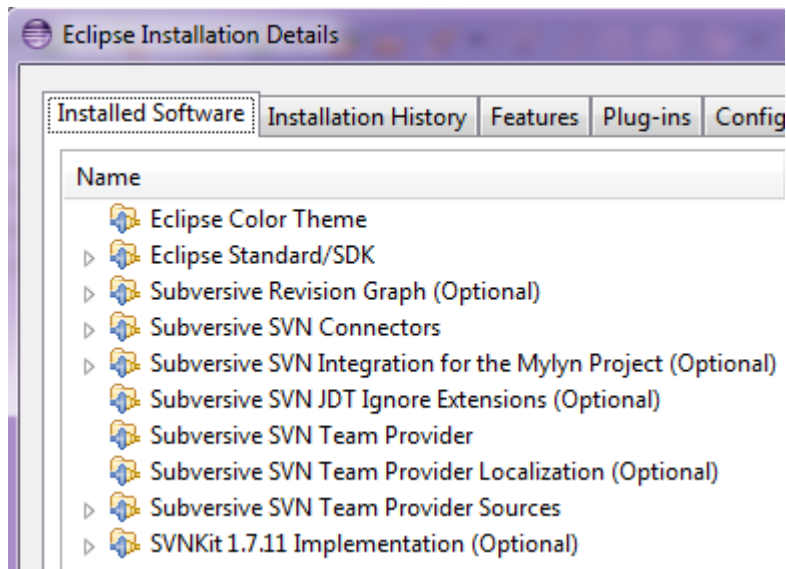 Eclipse Installation Details
Installed Software Installation History Features Plug-ins Config
Name
Eclipse Color Theme
Eclipse Standard/SDK
Subversive Revision Graph (Optional)
Subversive SVN Connectors
Subversive SVN Integration for the Mylyn Project (Optional)
Subversive SVN JDT Ignore Extensions (Optional)
Subversive SVN Team Provider
Subversive SVN Team Provider Localization (Optional)
Subversive SVN Team Provider Sources
SVNKit 1.7.11 Implementation (Optional)